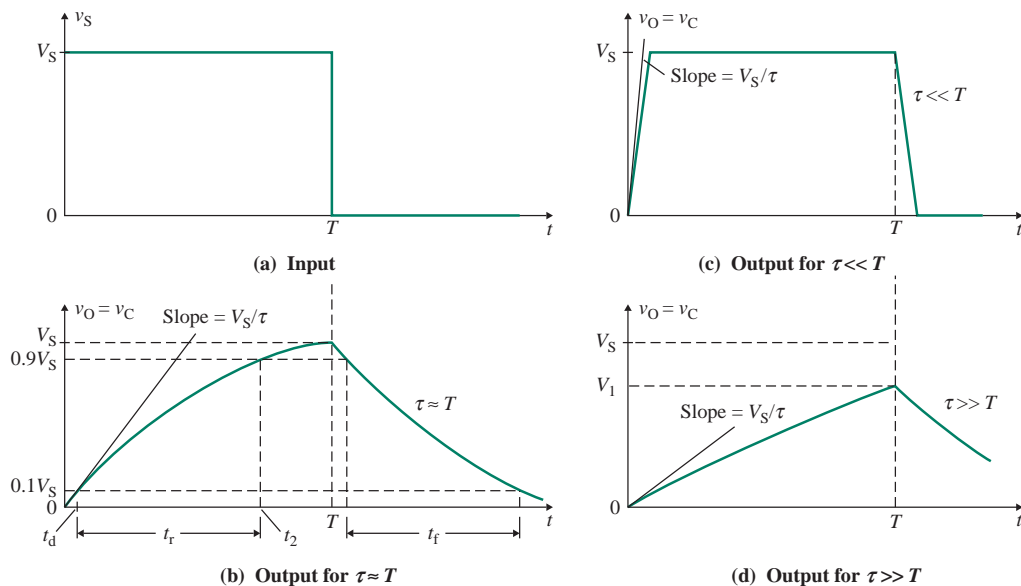 v_S
V_S
0
T
t
(a) Input
v_O = v_C
V_S
Slope = V_S/τ
τ << T
0
T
t
(c) Output for τ << T
v_O = v_C
Slope = V_S/τ
V_S
0.9V_S
τ ≈ T
0.1V_S
0
t_d
t_r
t_2
T
t_f
t
(b) Output for τ ≈ T
v_O = v_C
V_S
V_1
Slope = V_S/τ
τ >> T
0
T
t
(d) Output for τ >> T